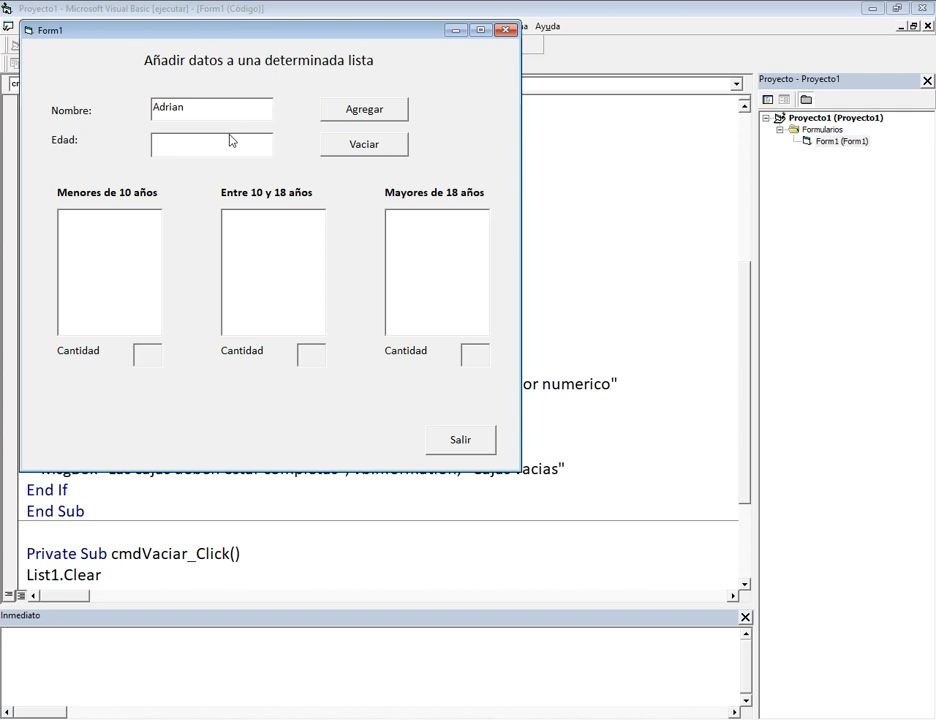 Proyecto1 - Microsoft Visual Basic [ejecutar] - [Form1 (Código)]
Form1
Ayuda
Añadir datos a una determinada lista
Nombre:
Adrian
Agregar
Edad:
Vaciar
Menores de 10 años
Entre 10 y 18 años
Mayores de 18 años
Cantidad
Cantidad
Cantidad
Salir
or numerico"
End If
End Sub
Private Sub cmdVaciar_Click()
List1.Clear
Inmediato
Proyecto - Proyecto1
Proyecto1 (Proyecto1)
Formularios
Form1 (Form1)